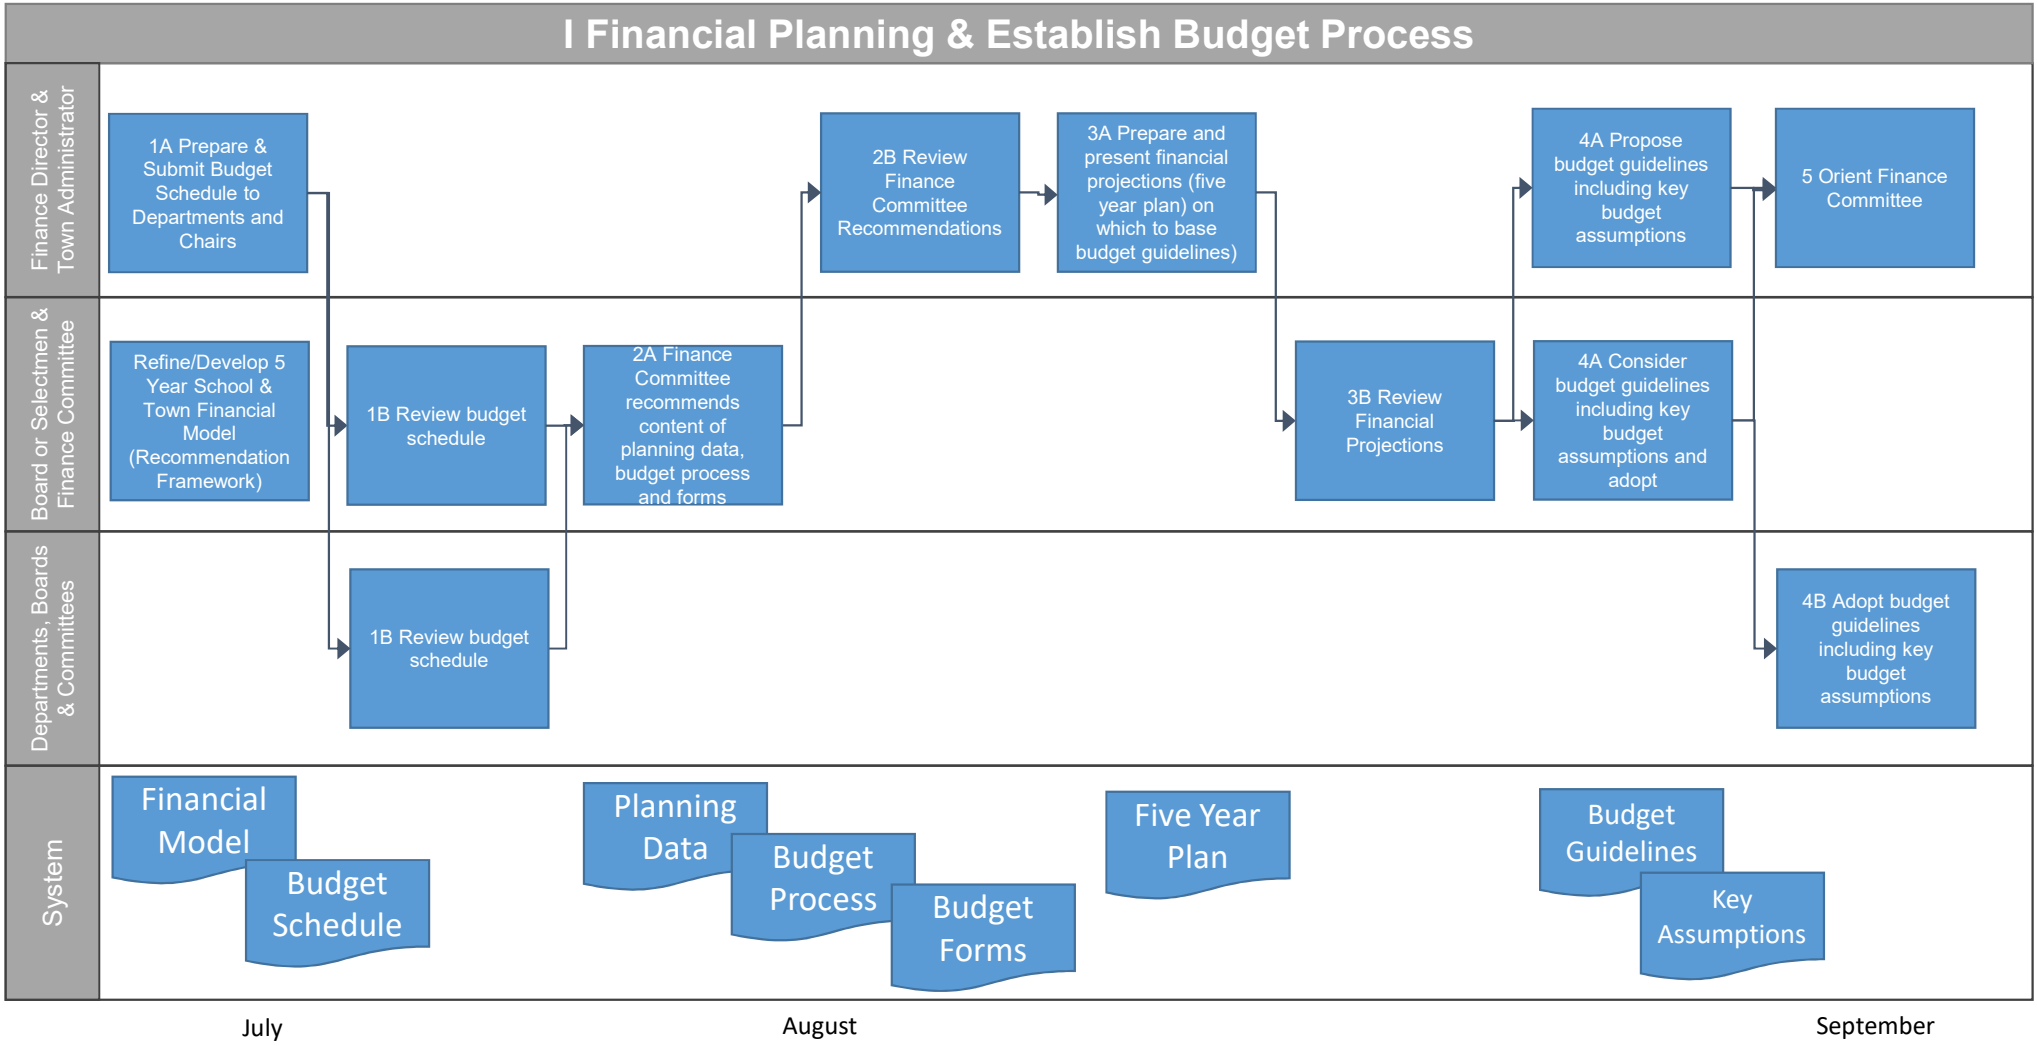 I Financial Planning & Establish Budget Process
Finance Director &
Town Administrator
1A Prepare &
Submit Budget
Schedule to
Departments and
Chairs
2B Review
Finance
Committee
Recommendations
3A Prepare and
present financial
projections (five
year plan) on
which to base
budget guidelines)
4A Propose
budget guidelines
including key
budget
assumptions
5 Orient Finance
Committee
Board or Selectmen &
Finance Committee
Refine/Develop 5
Year School &
Town Financial
Model
(Recommendation
Framework)
1B Review budget
schedule
2A Finance
Committee
recommends
content of
planning data,
budget process
and forms
3B Review
Financial
Projections
4A Consider
budget guidelines
including key
budget
assumptions and
adopt
Departments, Boards
& Committees
1B Review budget
schedule
4B Adopt budget
guidelines
including key
budget
assumptions
System
Financial
Model
Budget
Schedule
Planning
Data
Budget
Process
Budget
Forms
Five Year
Plan
Budget
Guidelines
Key
Assumptions
July
August
September